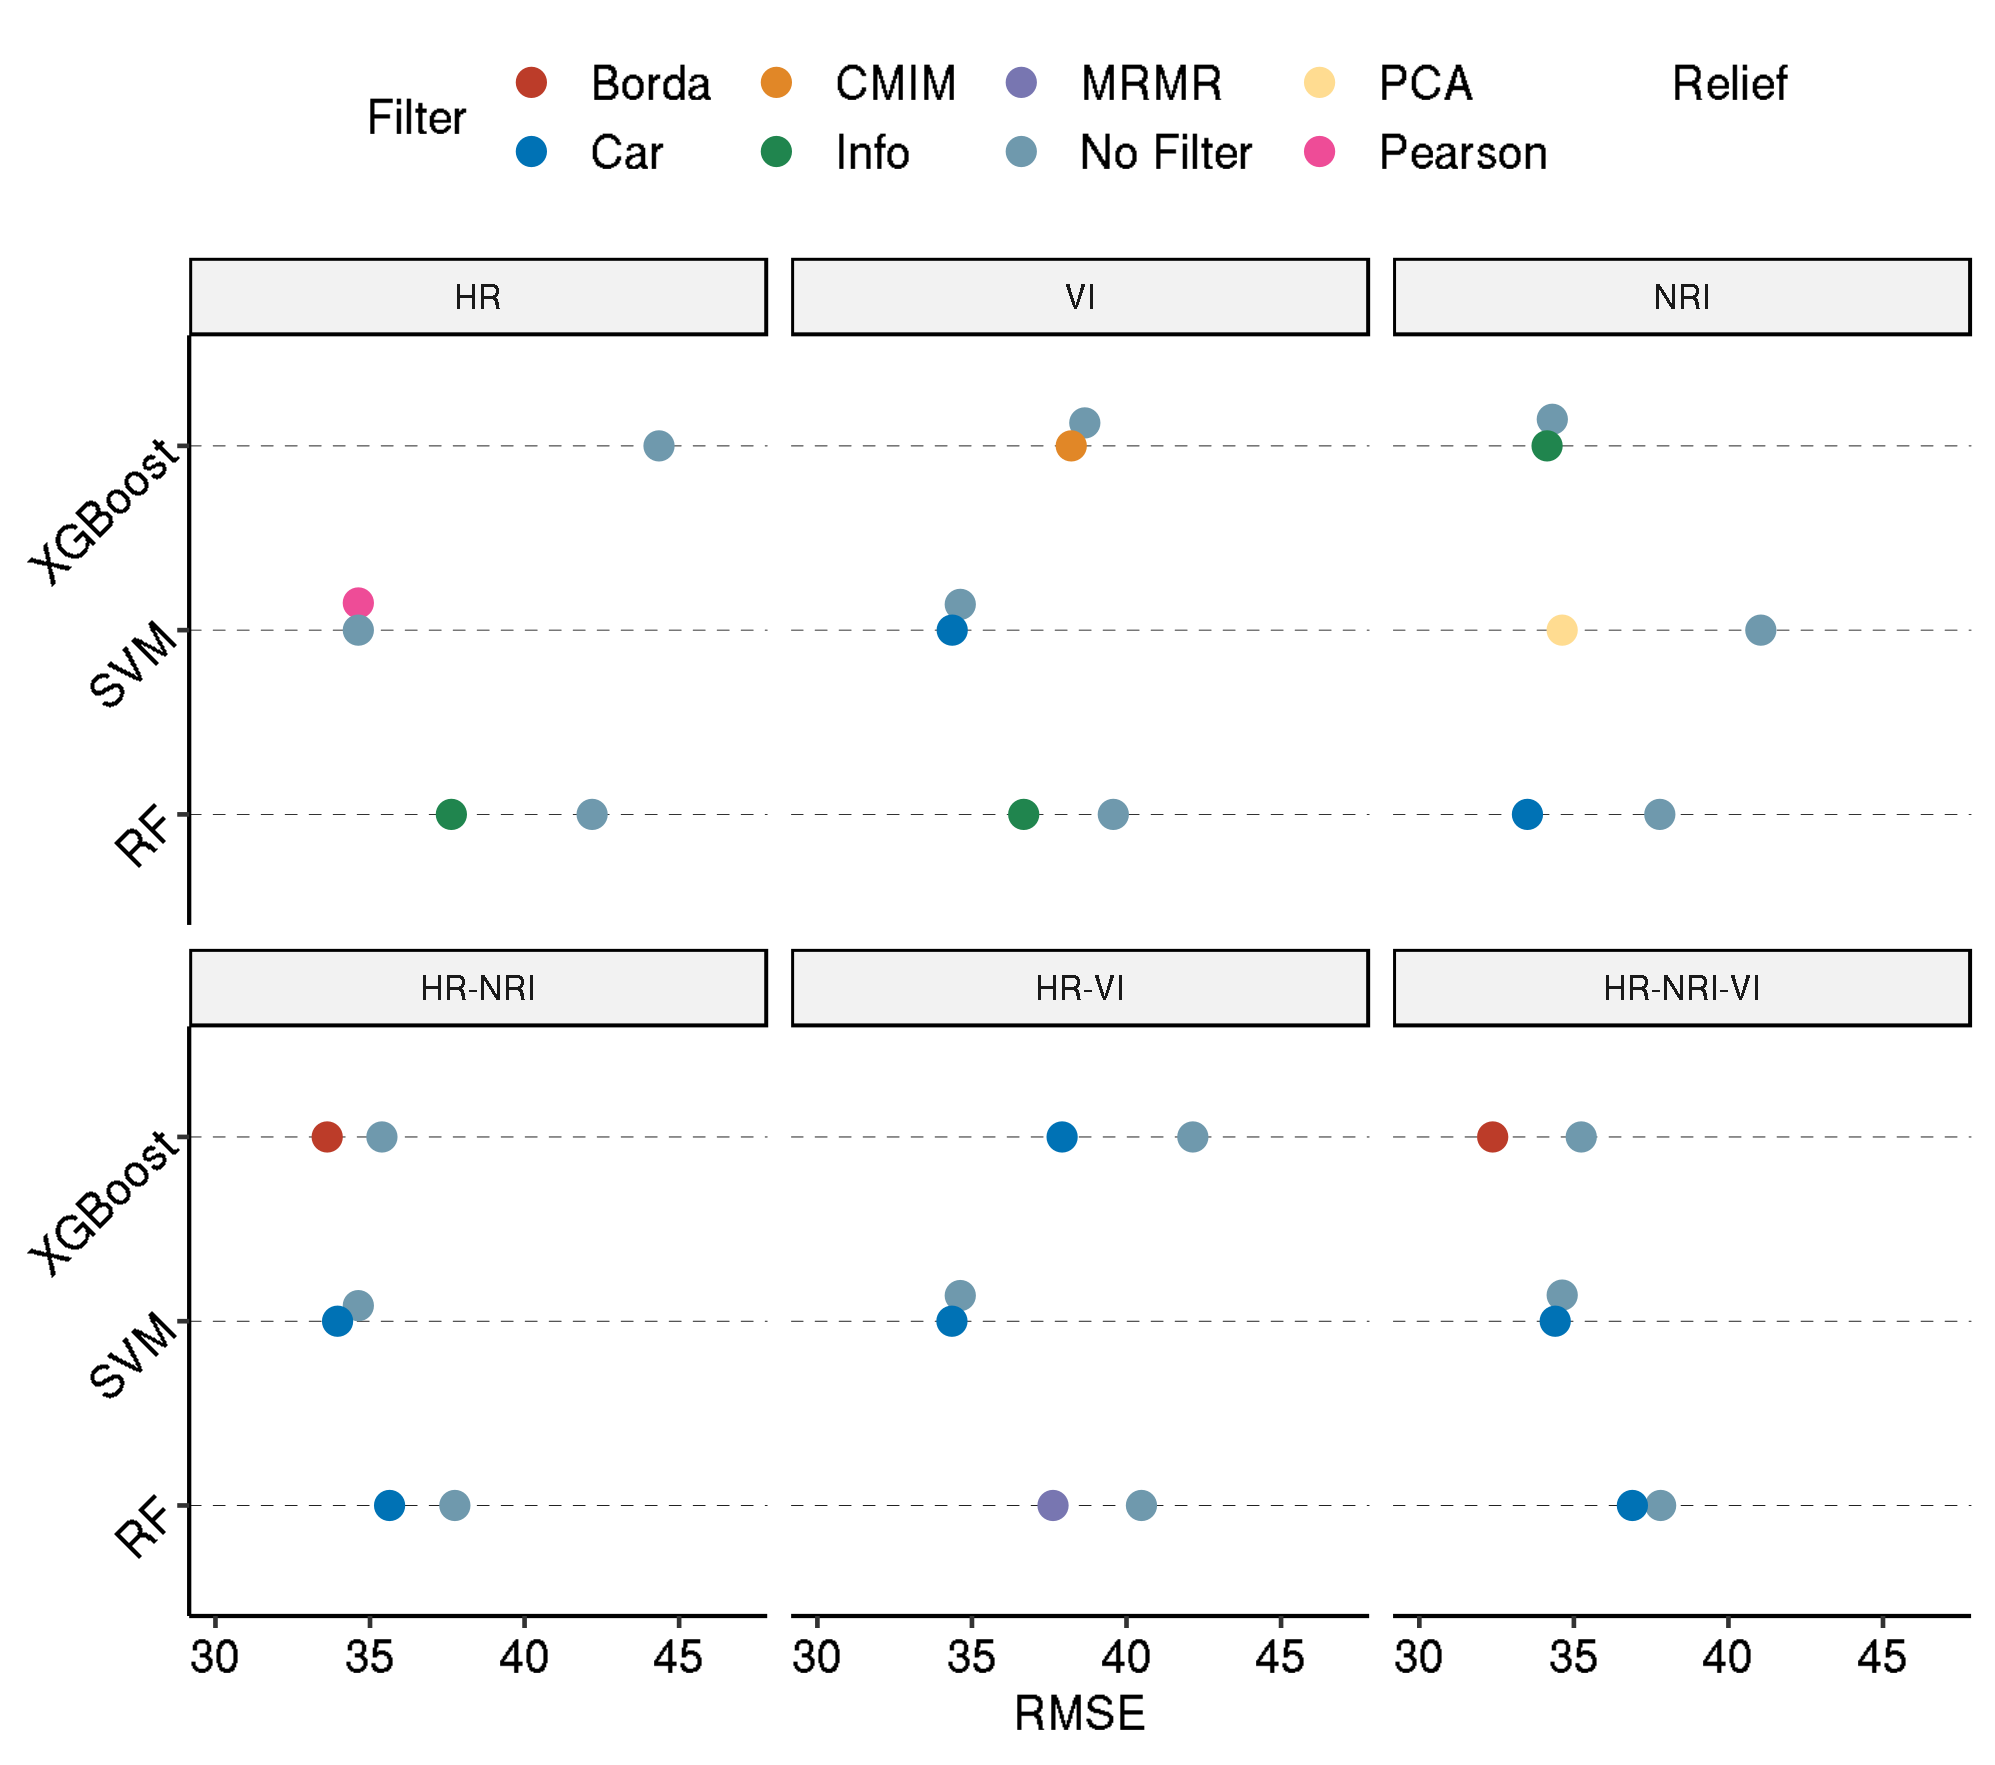 Filter
Borda CMIM MRMR PCA Relief
Car Info No Filter Pearson
HR VI NRI
XGBoost
SVM
RF
HR-NRI HR-VI HR-NRI-VI
XGBoost
SVM
RF
30 35 40 45 30 35 40 45 30 35 40 45
RMSE